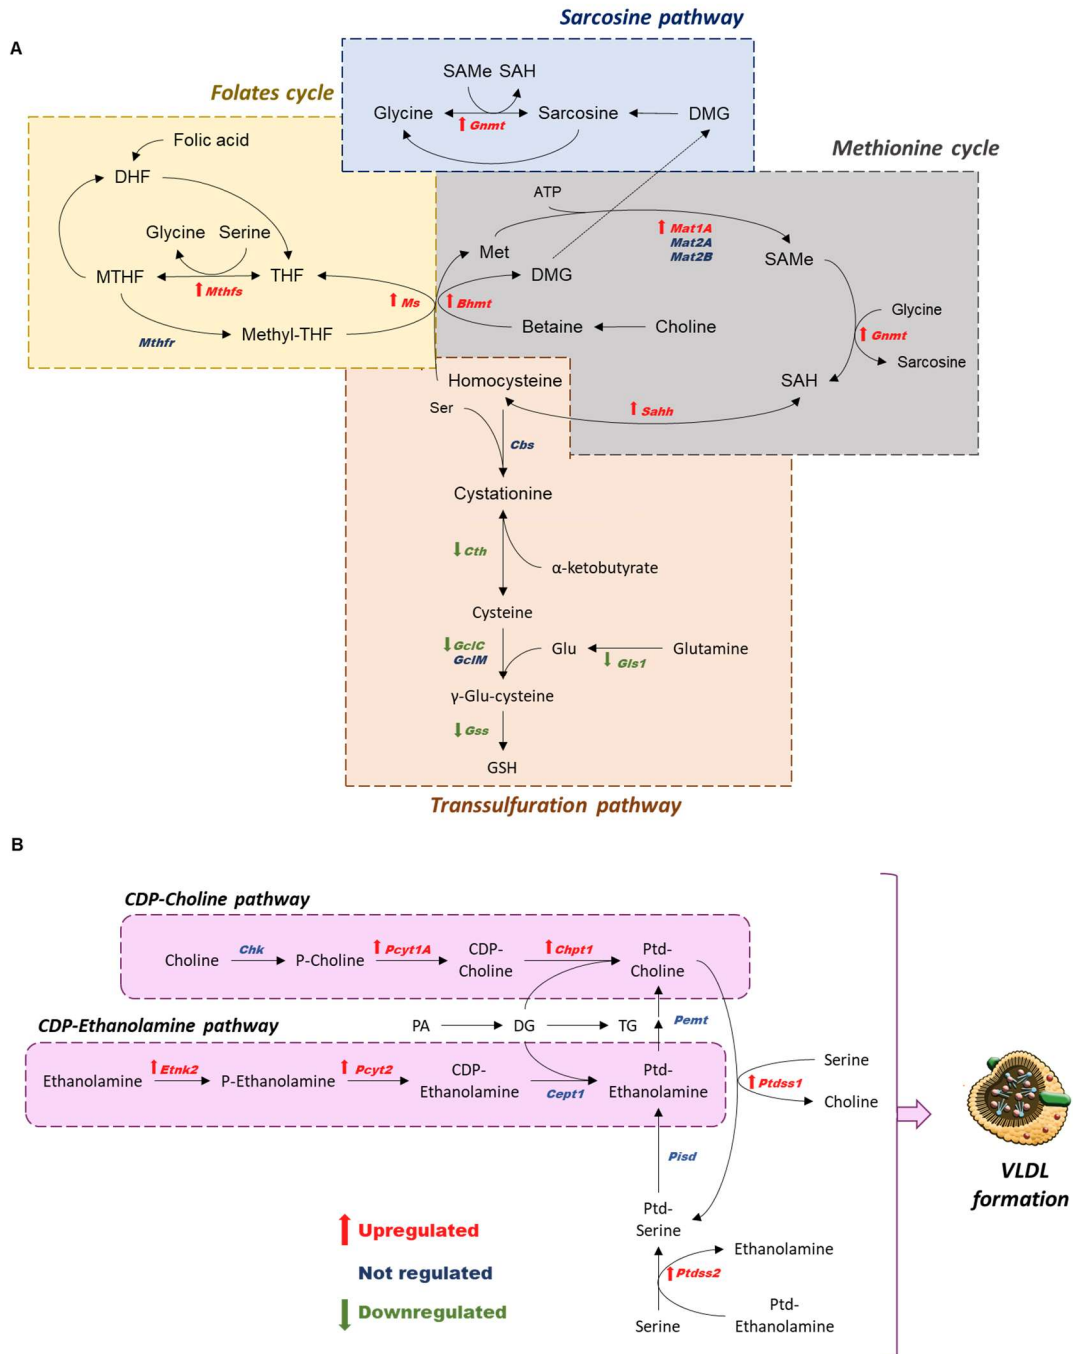 Sarcosine pathway
A
SAMe SAH
Folates cycle
Glycine
Sarcosine
DMG
Gnmt
Folic acid
Methionine cycle
DHF
ATP
Mat1A
Mat2A
Mat2B
Glycine Serine
Met
SAMe
MTHF
THF
DMG
Mthfs
Ms
Bhmt
Glycine
Methyl-THF
Betaine
Choline
Gnmt
Mthfr
Sarcosine
Homocysteine
SAH
Ser
Sahh
Cbs
Cystationine
Cth
α-ketobutyrate
Cysteine
GclC
GclM
Glu
Glutamine
Gls1
γ-Glu-cysteine
Gss
GSH
Transsulfuration pathway
B
CDP-Choline pathway
Choline
Chk
P-Choline
Pcyt1A
CDP-
Choline
Chpt1
Ptd-
Choline
CDP-Ethanolamine pathway
PA
DG
TG
Pemt
Ethanolamine
Etnk2
P-Ethanolamine
Pcyt2
CDP-
Ethanolamine
Cept1
Ptd-
Ethanolamine
Serine
Ptdss1
Choline
Pisd
VLDL
formation
Ptd-
Serine
Upregulated
Ethanolamine
Not regulated
Ptdss2
Downregulated
Serine
Ptd-
Ethanolamine